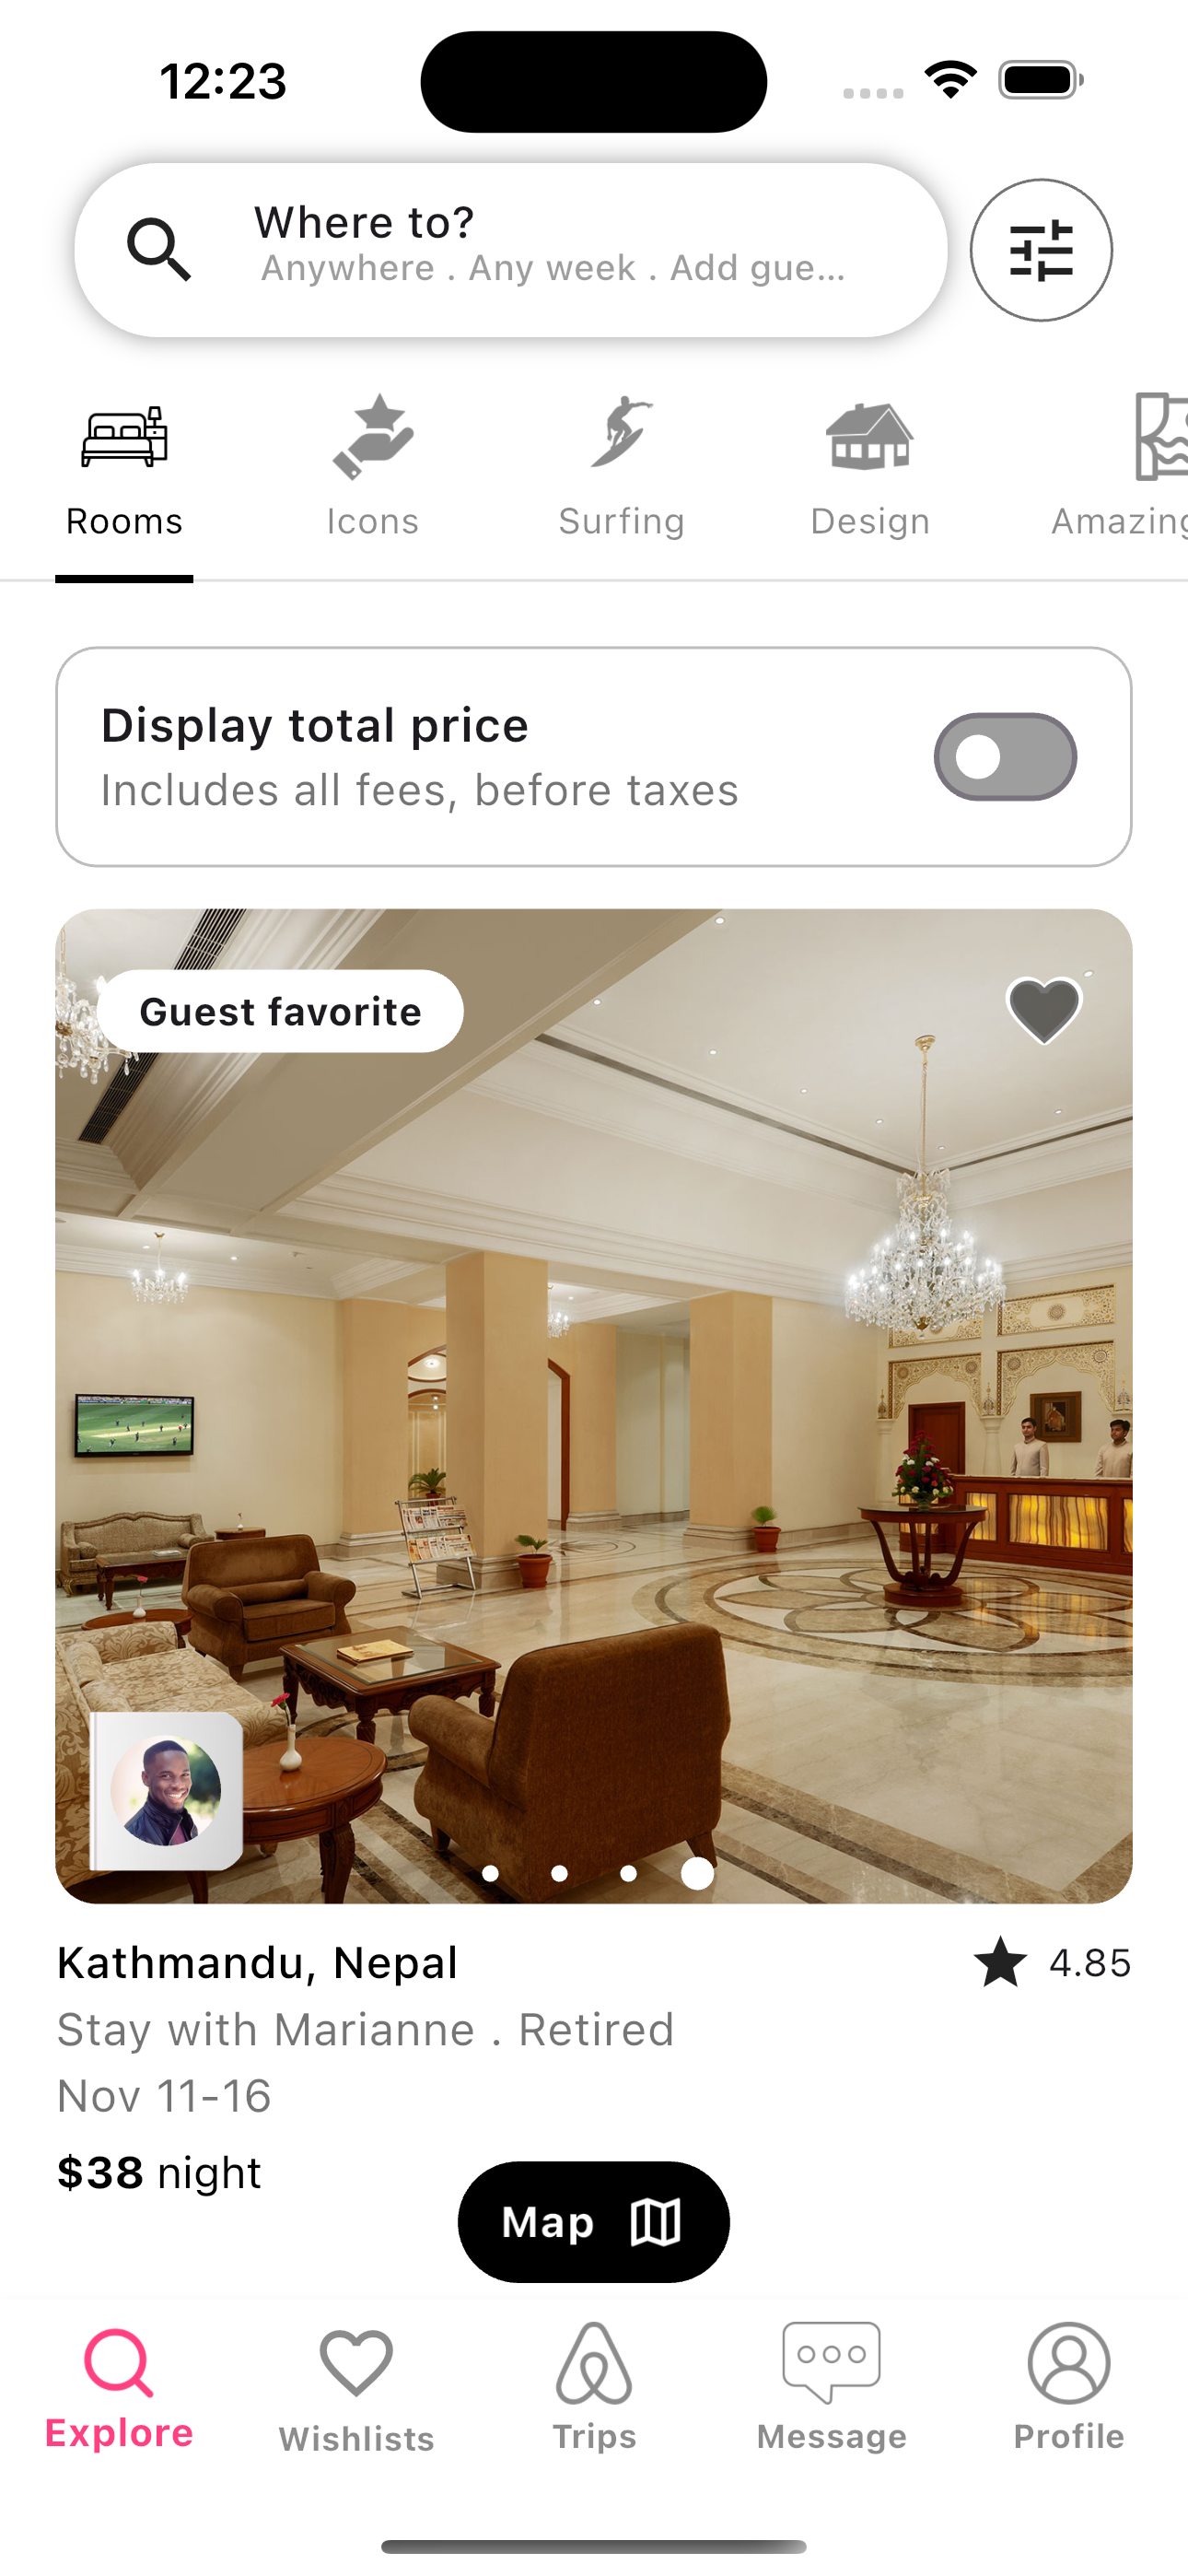 12:23
Where to?
Anywhere . Any week . Add gue...
Rooms
Icons
Surfing
Design
Amazing
Display total price
Includes all fees, before taxes
Guest favorite
Kathmandu, Nepal
4.85
Stay with Marianne . Retired
Nov 11-16
$38 night
Map
Explore
Wishlists
Trips
Message
Profile